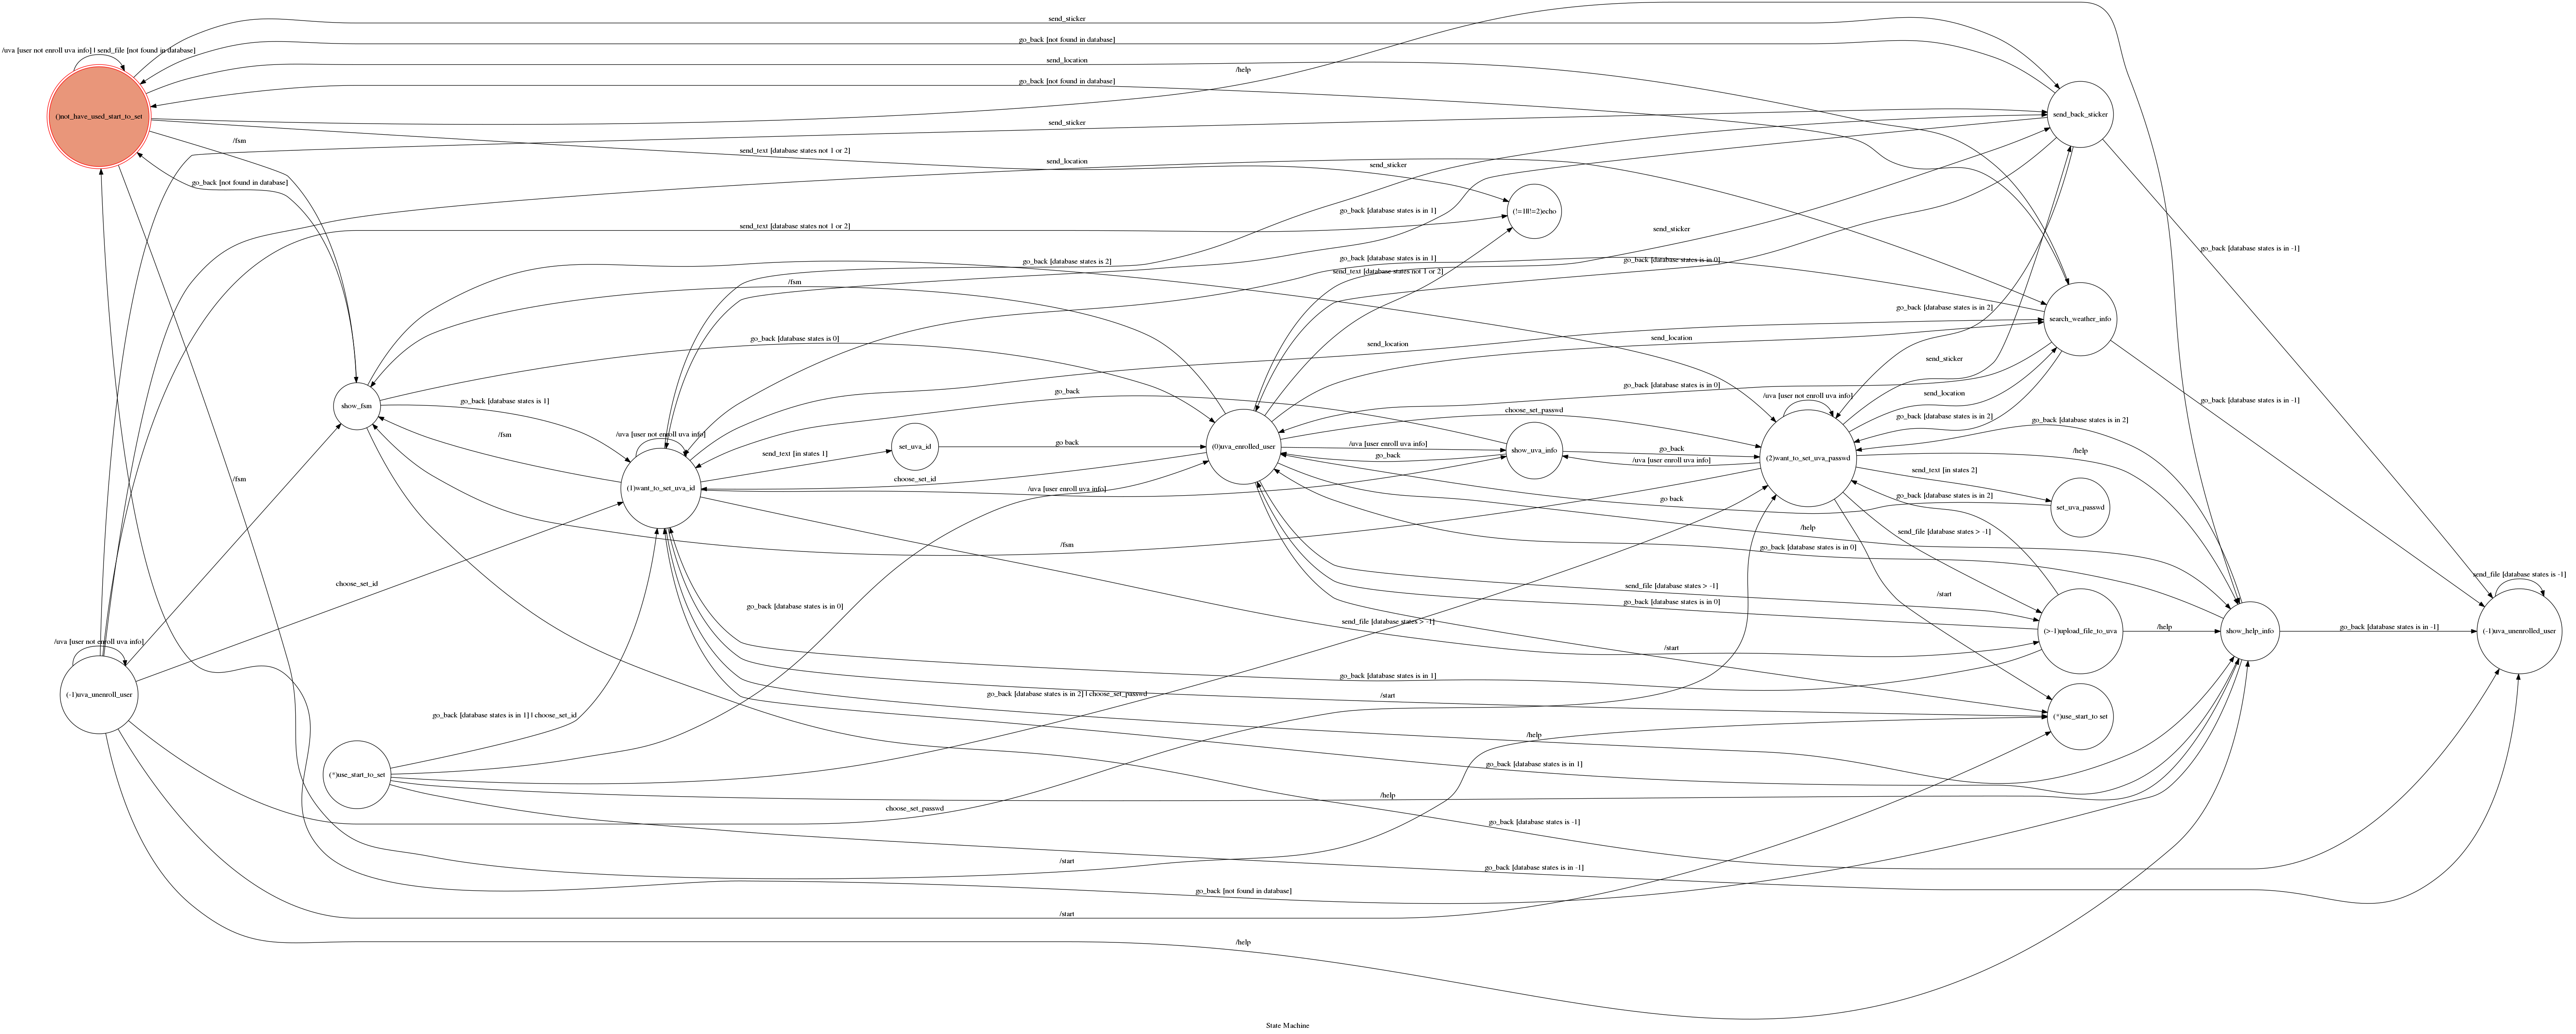 send_sticker
go_back [not found in database]
/uva [user not enroll uva info] | send_file [not found in database]
send_location
/help
go_back [not found in database]
()not_have_used_start_to_set
send_back_sticker
send_sticker
/fsm
send_text [database states not 1 or 2]
send_location
send_sticker
go_back [not found in database]
go_back [database states is in 1]
(!=1||!=2)echo
send_text [database states not 1 or 2]
send_sticker
go_back [database states is in -1]
go_back [database states is 2]
go_back [database states is in 1]
go_back [database states is in 0]
send_text [database states not 1 or 2]
/fsm
go_back [database states is in 2]
search_weather_info
go_back [database states is 0]
send_location
send_location
send_sticker
go_back [database states is in 0]
go_back
send_location
/uva [user not enroll uva info]
go_back [database states is in -1]
show_fsm
go_back [database states is 1]
choose_set_passwd
go_back [database states is in 2]
go_back [database states is in 2]
/fsm
/uva [user not enroll uva info]
set_uva_id
go back
(0)uva_enrolled_user
/uva [user enroll uva info]
go_back
show_uva_info
go_back
/uva [user enroll uva info]
(2)want_to_set_uva_passwd
/help
send_text [in states 1]
choose_set_id
(1)want_to_set_uva_id
/uva [user enroll uva info]
send_text [in states 2]
/fsm
go back
go_back [database states is in 2]
set_uva_passwd
/help
send_file [database states > -1]
/fsm
go_back [database states is in 0]
choose_set_id
send_file [database states > -1]
/start
send_file [database states is -1]
go_back [database states is in 0]
go_back [database states is in 0]
send_file [database states > -1]
(>-1)upload_file_to_uva
/help
show_help_info
go_back [database states is in -1]
(-1)uva_unenrolled_user
/uva [user not enroll uva info]
/start
go_back [database states is in 1]
(-1)uva_unenroll_user
go_back [database states is in 2] | choose_set_passwd
/start
go_back [database states is in 1] | choose_set_id
(*)use_start_to set
/help
go_back [database states is in 1]
(*)use_start_to_set
/help
choose_set_passwd
go_back [database states is -1]
/start
go_back [database states is in -1]
go_back [not found in database]
/start
/help
State Machine